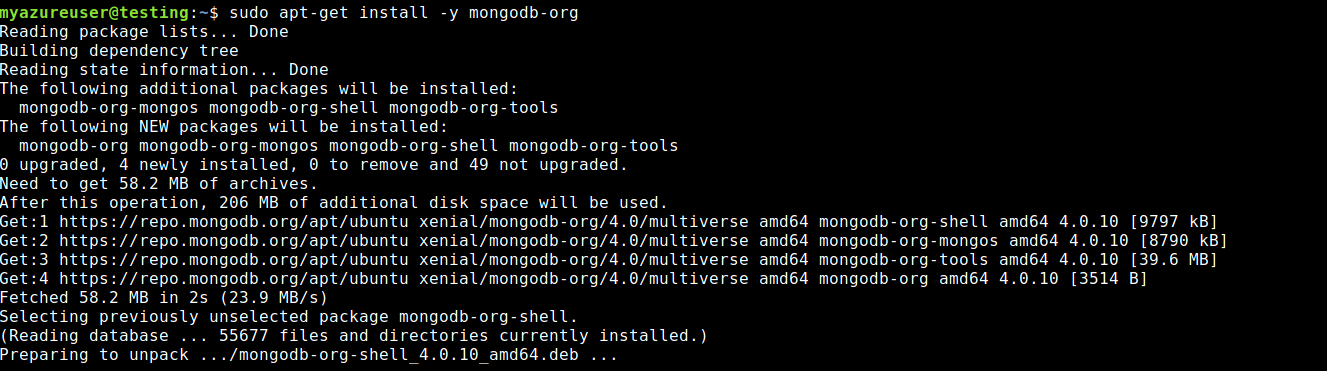 myazureuser@testing:~$ sudo apt-get install -y mongodb-org
Reading package lists... Done
Building dependency tree
Reading state information... Done
The following additional packages will be installed:
  mongodb-org-mongos mongodb-org-shell mongodb-org-tools
The following NEW packages will be installed:
  mongodb-org mongodb-org-mongos mongodb-org-shell mongodb-org-tools
0 upgraded, 4 newly installed, 0 to remove and 49 not upgraded.
Need to get 58.2 MB of archives.
After this operation, 206 MB of additional disk space will be used.
Get:1 https://repo.mongodb.org/apt/ubuntu xenial/mongodb-org/4.0/multiverse amd64 mongodb-org-shell amd64 4.0.10 [9797 kB]
Get:2 https://repo.mongodb.org/apt/ubuntu xenial/mongodb-org/4.0/multiverse amd64 mongodb-org-mongos amd64 4.0.10 [8790 kB]
Get:3 https://repo.mongodb.org/apt/ubuntu xenial/mongodb-org/4.0/multiverse amd64 mongodb-org-tools amd64 4.0.10 [39.6 MB]
Get:4 https://repo.mongodb.org/apt/ubuntu xenial/mongodb-org/4.0/multiverse amd64 mongodb-org amd64 4.0.10 [3514 B]
Fetched 58.2 MB in 2s (23.9 MB/s)
Selecting previously unselected package mongodb-org-shell.
(Reading database ... 55677 files and directories currently installed.)
Preparing to unpack .../mongodb-org-shell_4.0.10_amd64.deb ...